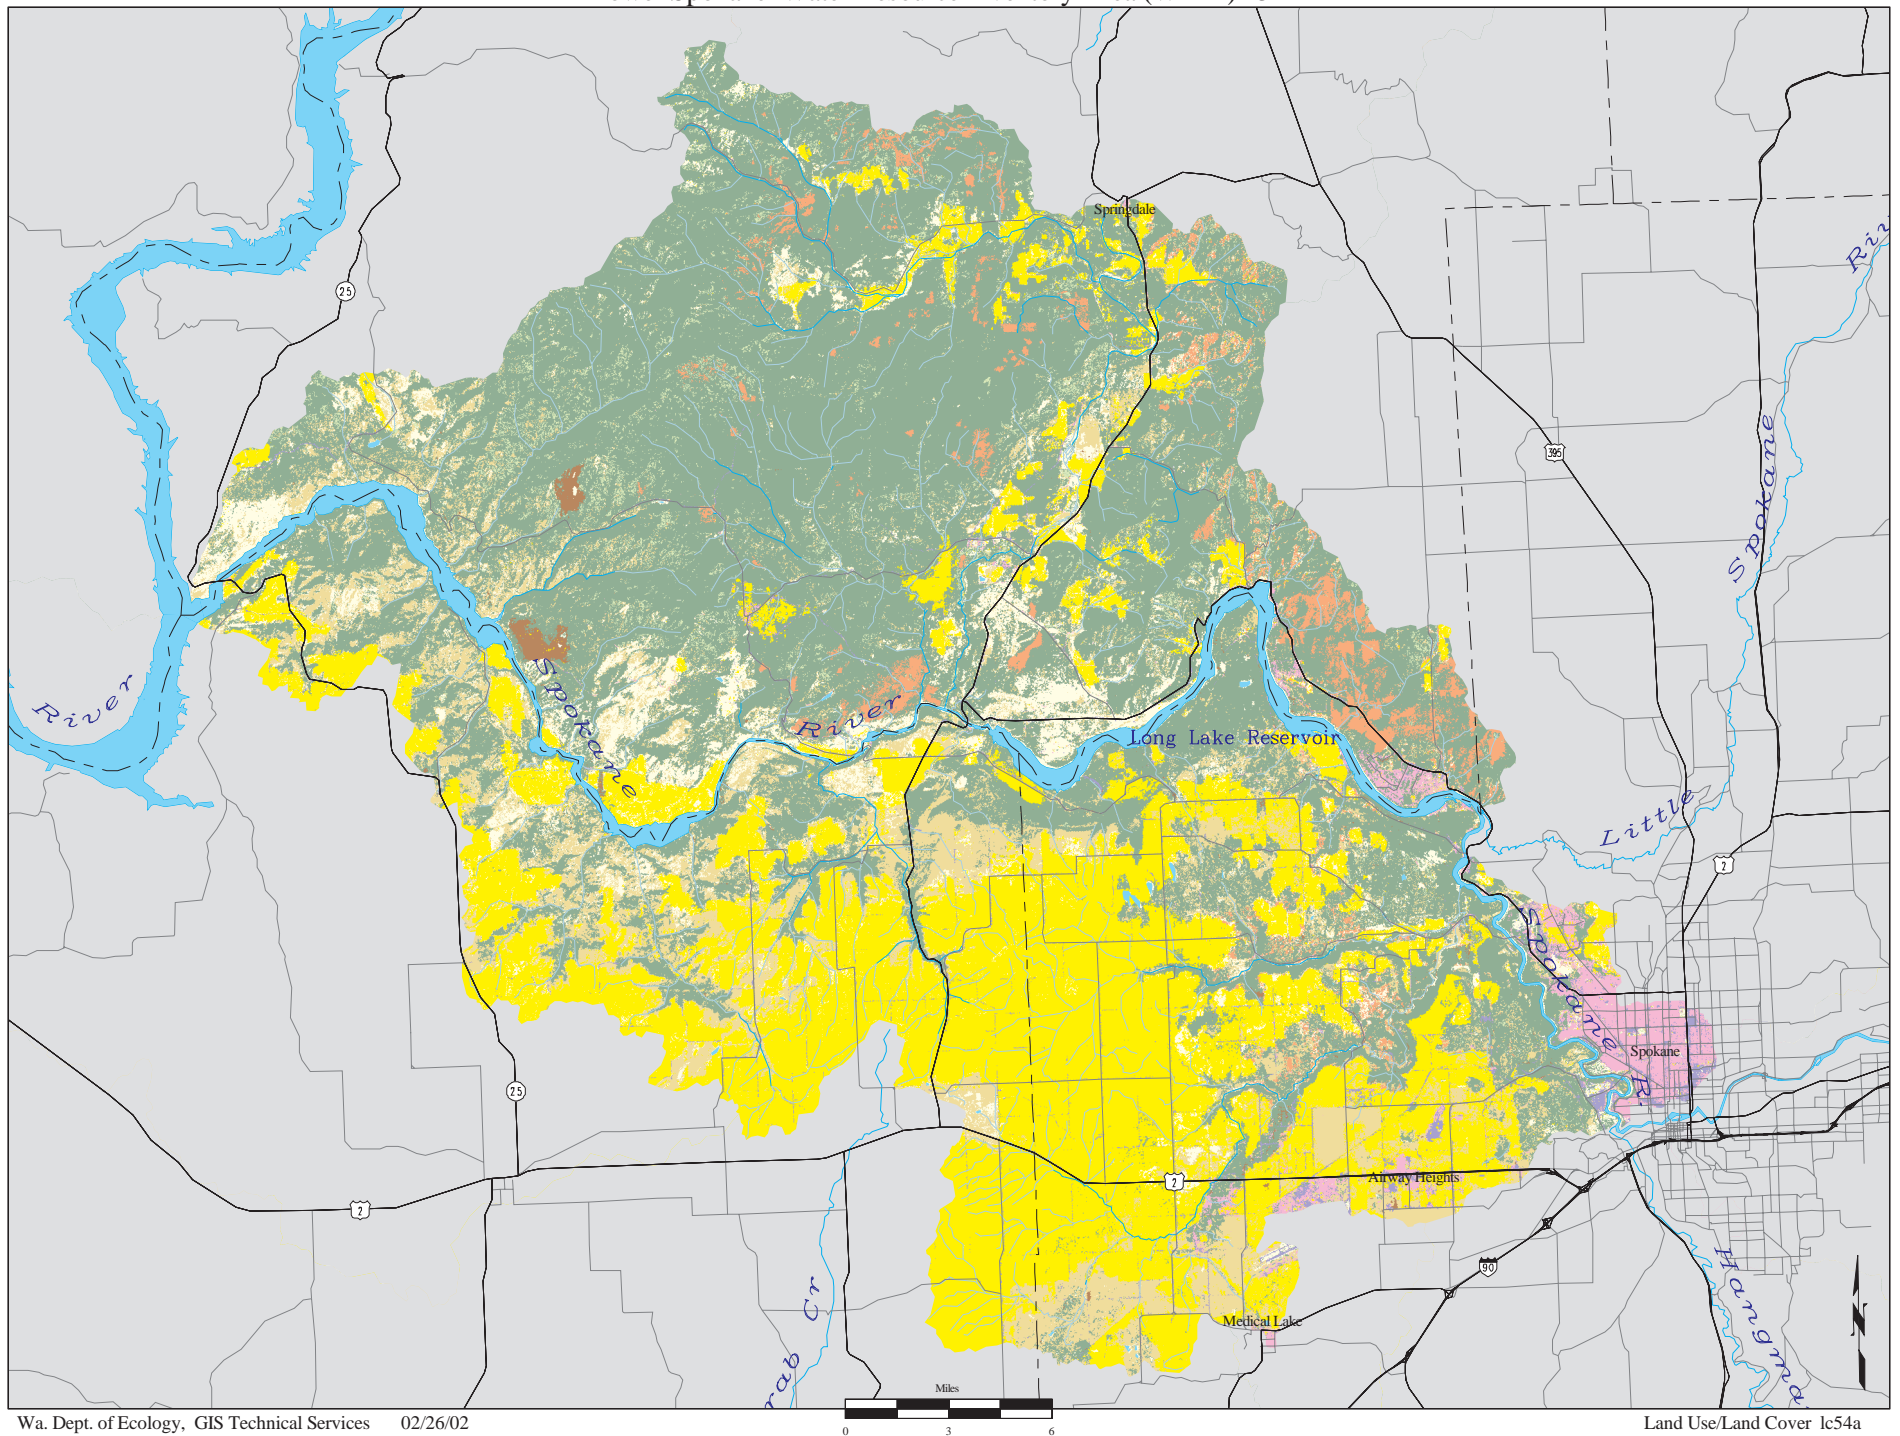 Springdale
25
395
River
Spokane
River
Spokane
River
Long Lake Reservoir
Little
2
Spokane R.
Spokane
25
2
2
Airway Heights
90
Medical Lake
Cr
Miles
0 3 6
Wa. Dept. of Ecology, GIS Technical Services 02/26/02
Land Use/Land Cover lc54a